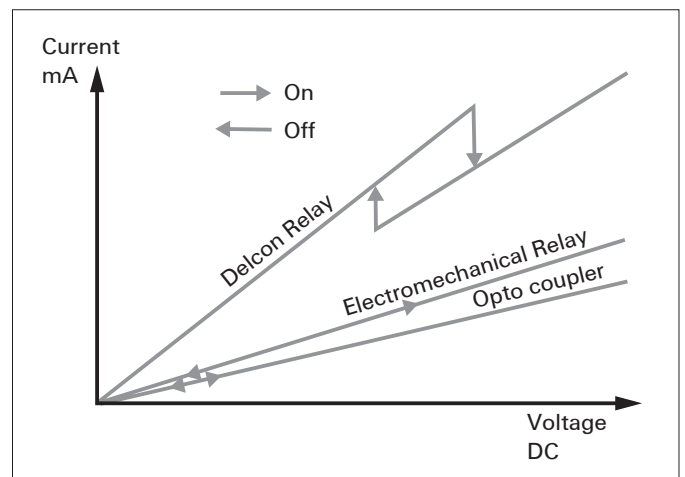 Current
mA
On
Off
Delcon Relay
Electromechanical Relay
Opto coupler
Voltage
DC